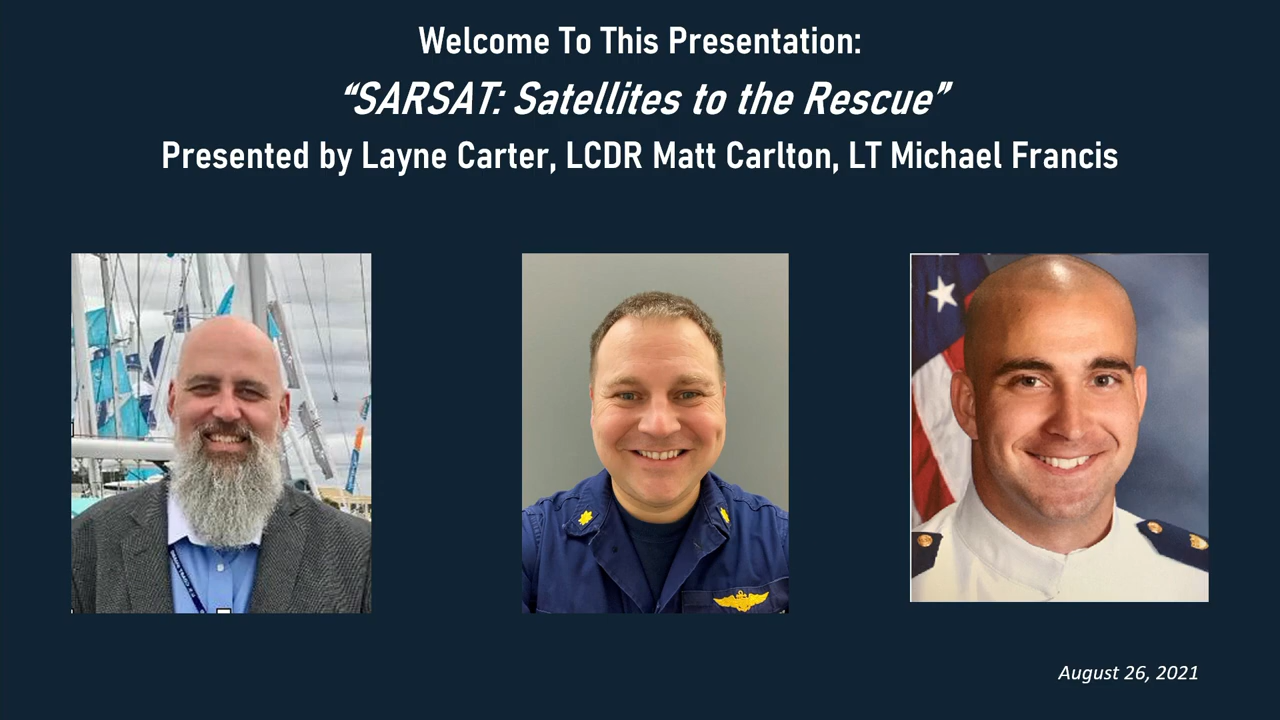 Welcome To This Presentation:
“SARSAT: Satellites to the Rescue”
Presented by Layne Carter, LCDR Matt Carlton, LT Michael Francis
August 26, 2021